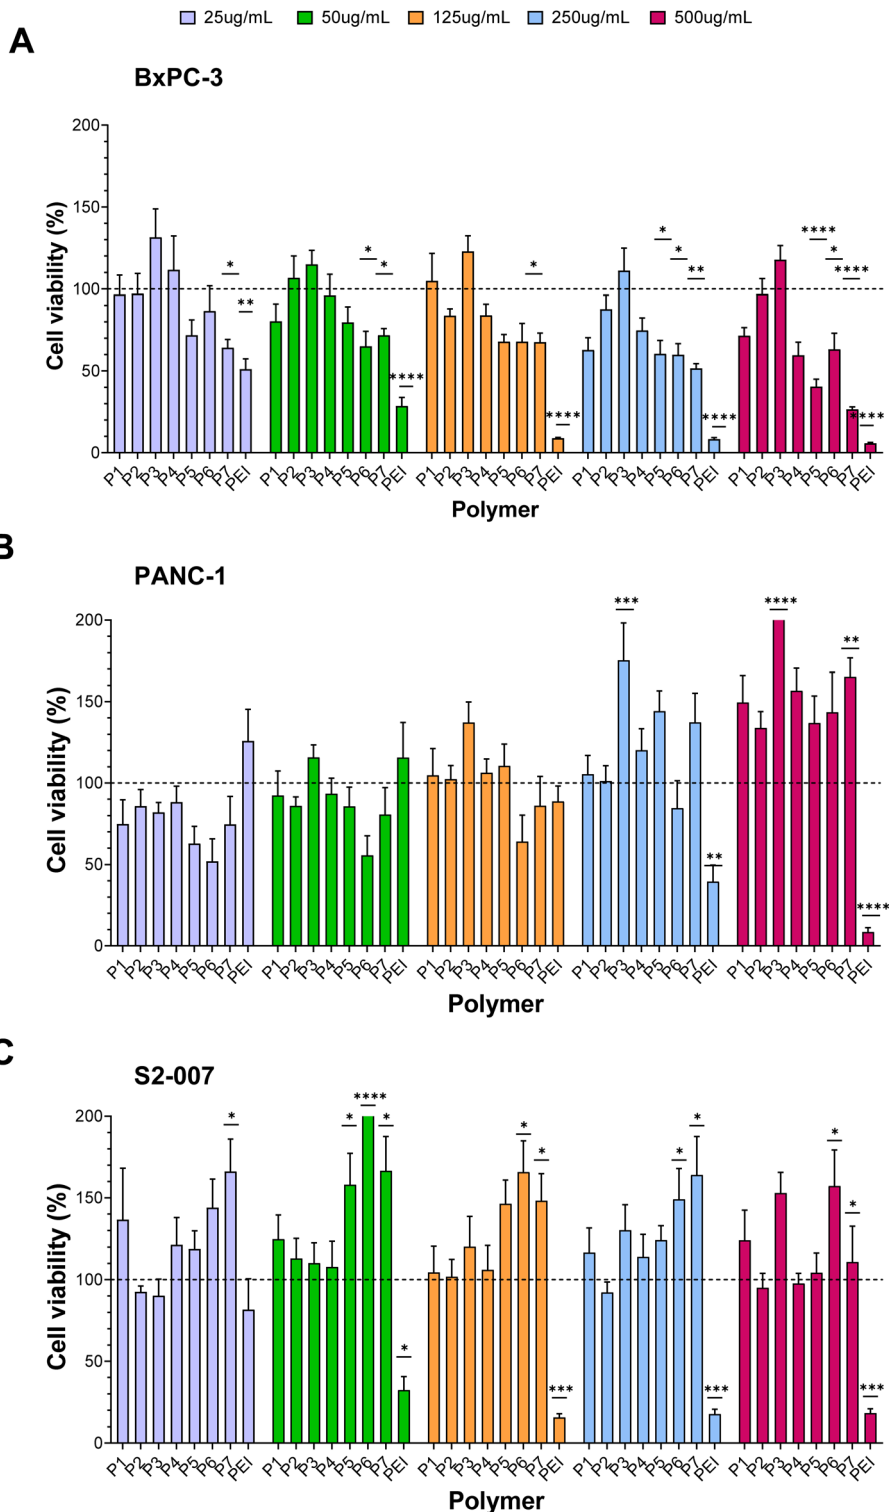 25ug/mL 50ug/mL 125ug/mL 250ug/mL 500ug/mL
A
BxPC-3
Cell viability (%)
200
150
100
50
0
* ** * * **** * **** * * ** **** **** * **** ****
P1 P2 P3 P4 P5 P6 P7 PEI P1 P2 P3 P4 P5 P6 P7 PEI P1 P2 P3 P4 P5 P6 P7 PEI P1 P2 P3 P4 P5 P6 P7 PEI P1 P2 P3 P4 P5 P6 P7 PEI
Polymer
B
PANC-1
Cell viability (%)
200
150
100
50
0
*** ** **** ** ****
P1 P2 P3 P4 P5 P6 P7 PEI P1 P2 P3 P4 P5 P6 P7 PEI P1 P2 P3 P4 P5 P6 P7 PEI P1 P2 P3 P4 P5 P6 P7 PEI P1 P2 P3 P4 P5 P6 P7 PEI
Polymer
C
S2-007
Cell viability (%)
200
150
100
50
0
* * **** * * * * *** * * *** * * ***
P1 P2 P3 P4 P5 P6 P7 PEI P1 P2 P3 P4 P5 P6 P7 PEI P1 P2 P3 P4 P5 P6 P7 PEI P1 P2 P3 P4 P5 P6 P7 PEI P1 P2 P3 P4 P5 P6 P7 PEI
Polymer